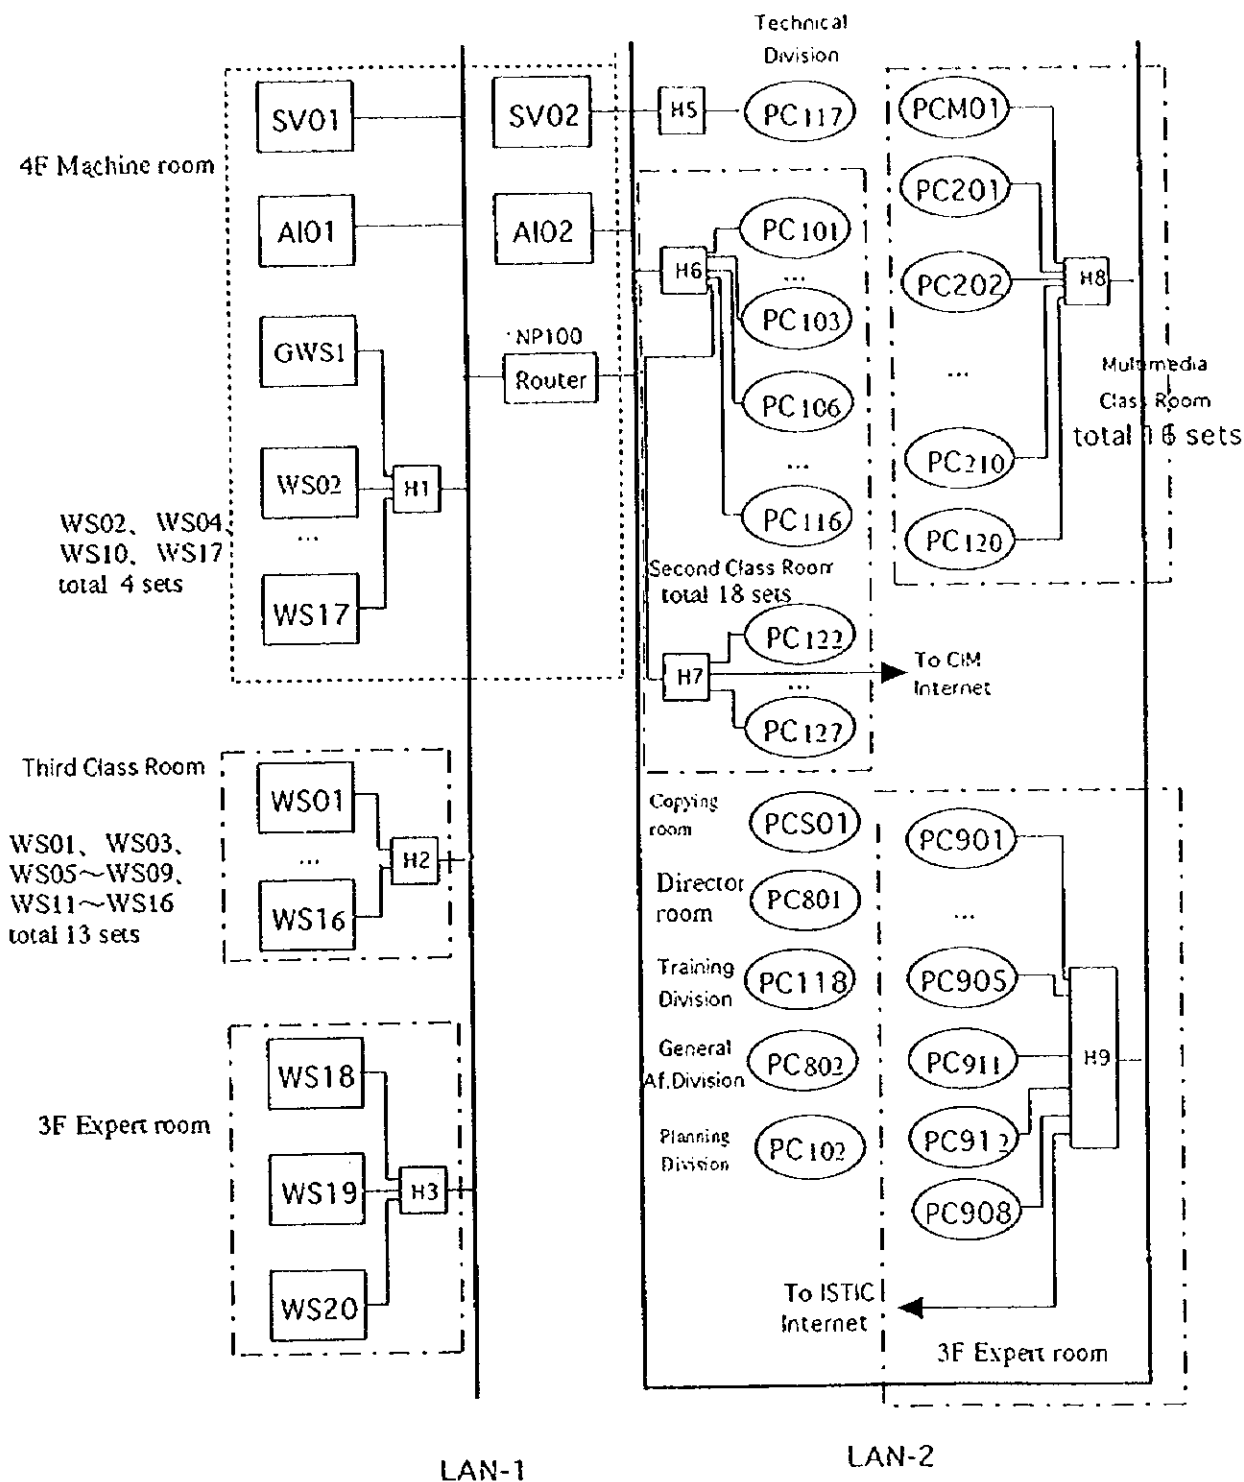 Technical
Division
4F Machine room
SV01
SV02
H5
PC117
AI01
AI02
NP100
Router
GWS1
WS02
H1
WS02、WS04、
WS10、WS17
total 4 sets
...
WS17
H6
PC101
...
PC103
PC106
...
PC116
Second Class Room
total 18 sets
PC122
H7
...
PC127
To CIM
Internet
PCM01
PC201
PC202
H8
...
PC210
PC120
Multimedia
Class Room
total 16 sets
Third Class Room
WS01
...
H2
WS16
WS01、WS03、
WS05～WS09、
WS11～WS16
total 13 sets
3F Expert room
WS18
WS19
H3
WS20
Copying
room
PCS01
Director
room
PC801
Training
Division
PC118
General
Af.Division
PC802
Planning
Division
PC102
PC901
...
PC905
PC911
H9
PC912
PC908
To ISTIC
Internet
3F Expert room
LAN-1
LAN-2